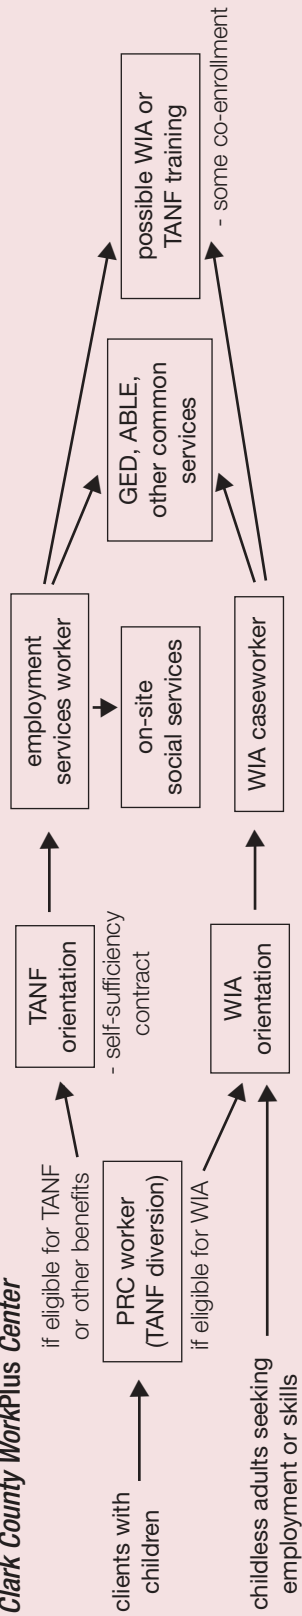 Clark County WorkPlus Center
clients with
children
childless adults seeking
employment or skills
if eligible for TANF
or other benefits
PRC worker
(TANF diversion)
if eligible for WIA
TANF
orientation
- self-sufficiency
contract
WIA
orientation
employment
services worker
on-site
social services
WIA caseworker
GED, ABLE,
other common
services
possible WIA or
TANF training
- some co-enrollment